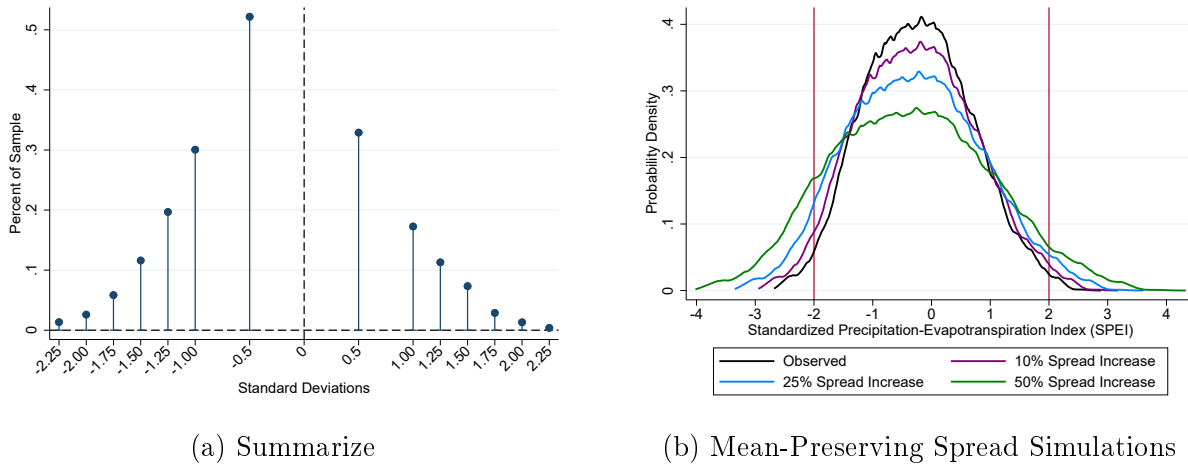 Percent of Sample
.5
.4
.3
.2
.1
0
-2.25 -2.00 -1.75 -1.50 -1.25 -1.00 -0.5 0 0.5 1.00 1.25 1.50 1.75 2.00 2.25
Standard Deviations
(a) Summarize
Probability Density
.4
.3
.2
.1
0
-4 -3 -2 -1 0 1 2 3 4
Standardized Precipitation-Evapotranspiration Index (SPEI)
Observed 10% Spread Increase
25% Spread Increase 50% Spread Increase
(b) Mean-Preserving Spread Simulations